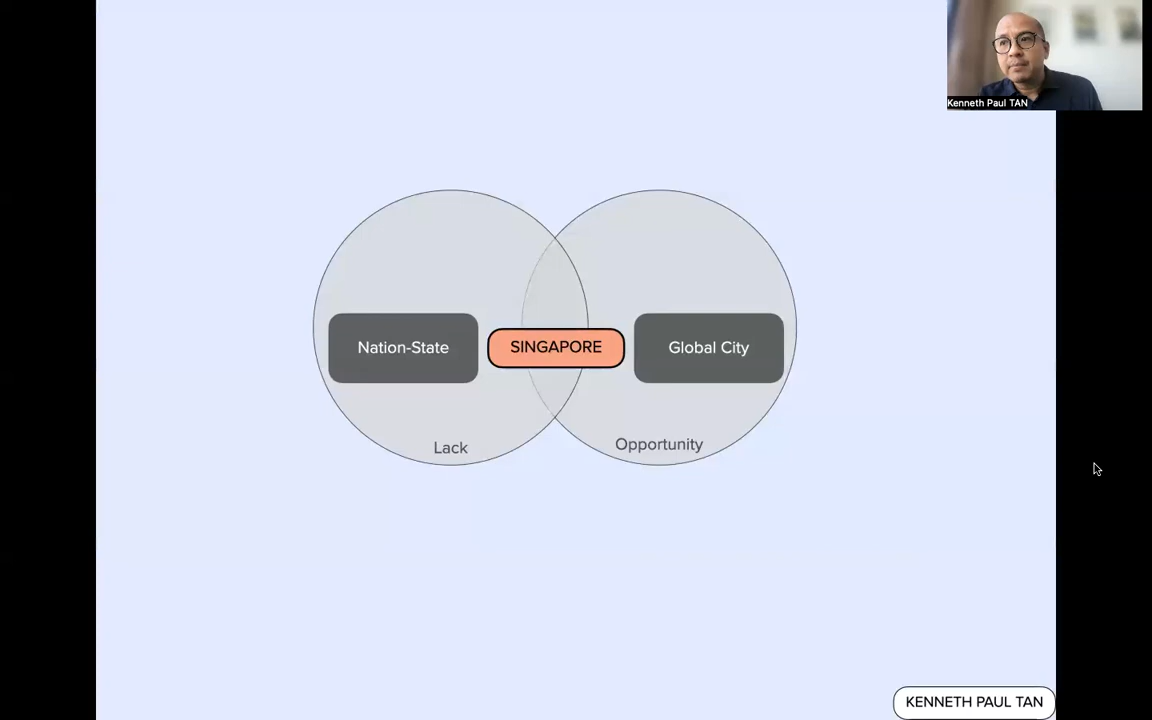 Kenneth Paul TAN
Nation-State
SINGAPORE
Global City
Lack
Opportunity
KENNETH PAUL TAN